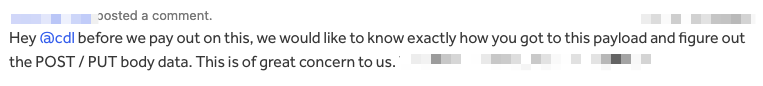 posted a comment.
Hey @cdl before we pay out on this, we would like to know exactly how you got to this payload and figure out
the POST / PUT body data. This is of great concern to us.